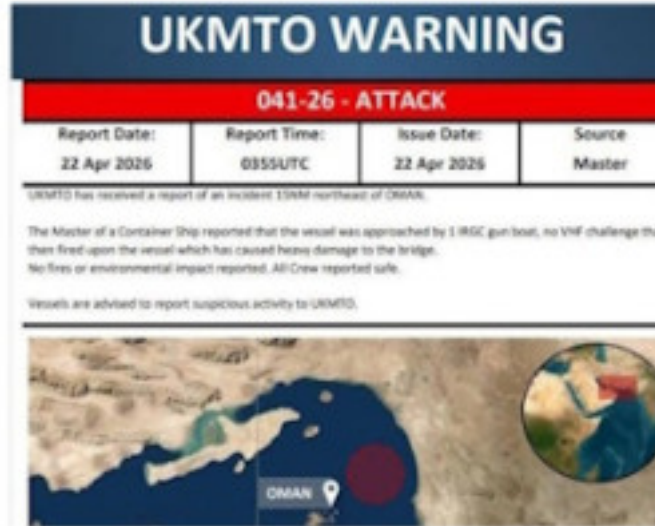 UKMTO WARNING
041-26 - ATTACK
Report Date:
22 Apr 2026
Report Time:
0355UTC
Issue Date:
22 Apr 2026
Source
Master
UKMTO has received a report of an incident 15NM northeast of OMAN.
The Master of a Container Ship reported that the vessel was approached by 1 IRGC gun boat, no VHF challenge tha
then fired upon the vessel which has caused heavy damage to the bridge.
No fires or environmental impact reported. All Crew reported safe.
Vessels are advised to report suspicious activity to UKMTO.
OMAN